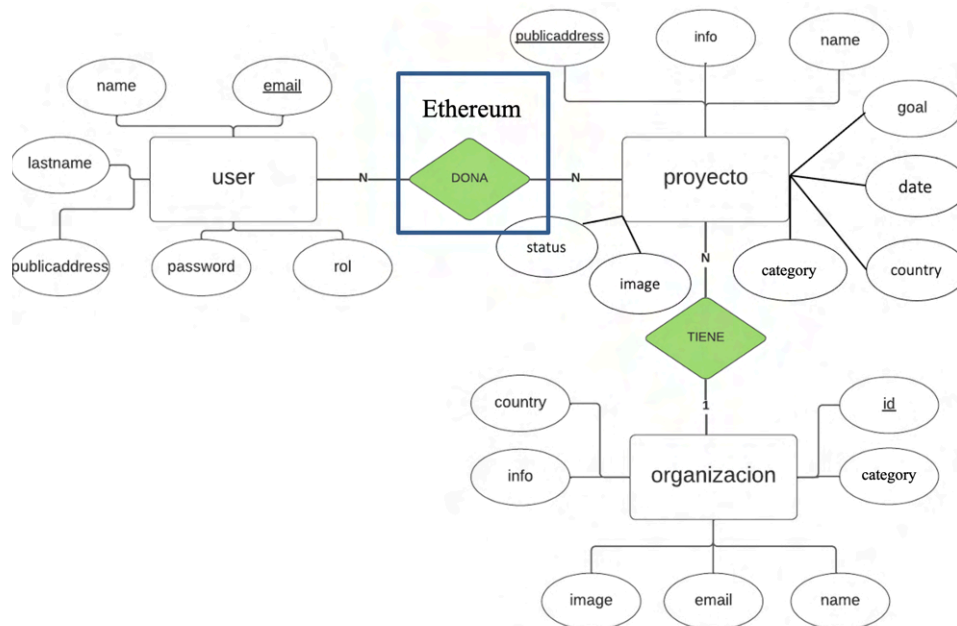 publicaddress
info
name
name
email
Ethereum
goal
lastname
user
N
DONA
N
proyecto
date
publicaddress
password
rol
status
image
N
category
country
TIENE
country
1
id
info
organizacion
category
image
email
name